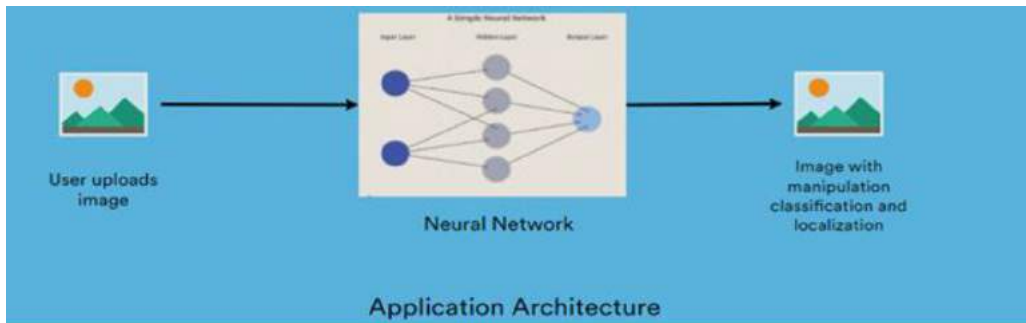 A Simple Neural Network
Input Layer
Hidden Layer
Output Layer
User uploads
image
Neural Network
Image with
manipulation
classification and
localization
Application Architecture